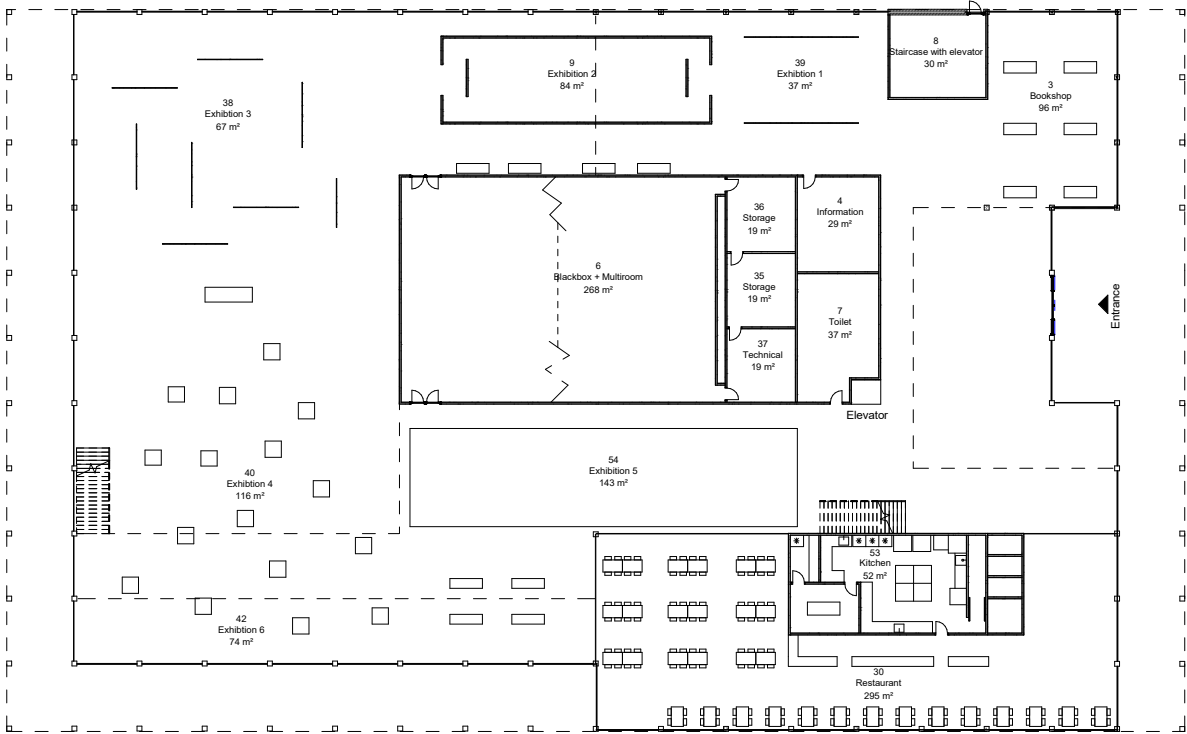 8
Staircase with elevator
30 m²
9
Exhibition 2
84 m²
39
Exhibtion 1
37 m²
3
Bookshop
96 m²
38
Exhibtion 3
67 m²
36
Storage
19 m²
4
Information
29 m²
6
Blackbox + Multiroom
268 m²
35
Storage
19 m²
7
Toilet
37 m²
37
Technical
19 m²
Entrance
Elevator
54
Exhibition 5
143 m²
40
Exhibtion 4
116 m²
53
Kitchen
52 m²
42
Exhibtion 6
74 m²
30
Restaurant
295 m²